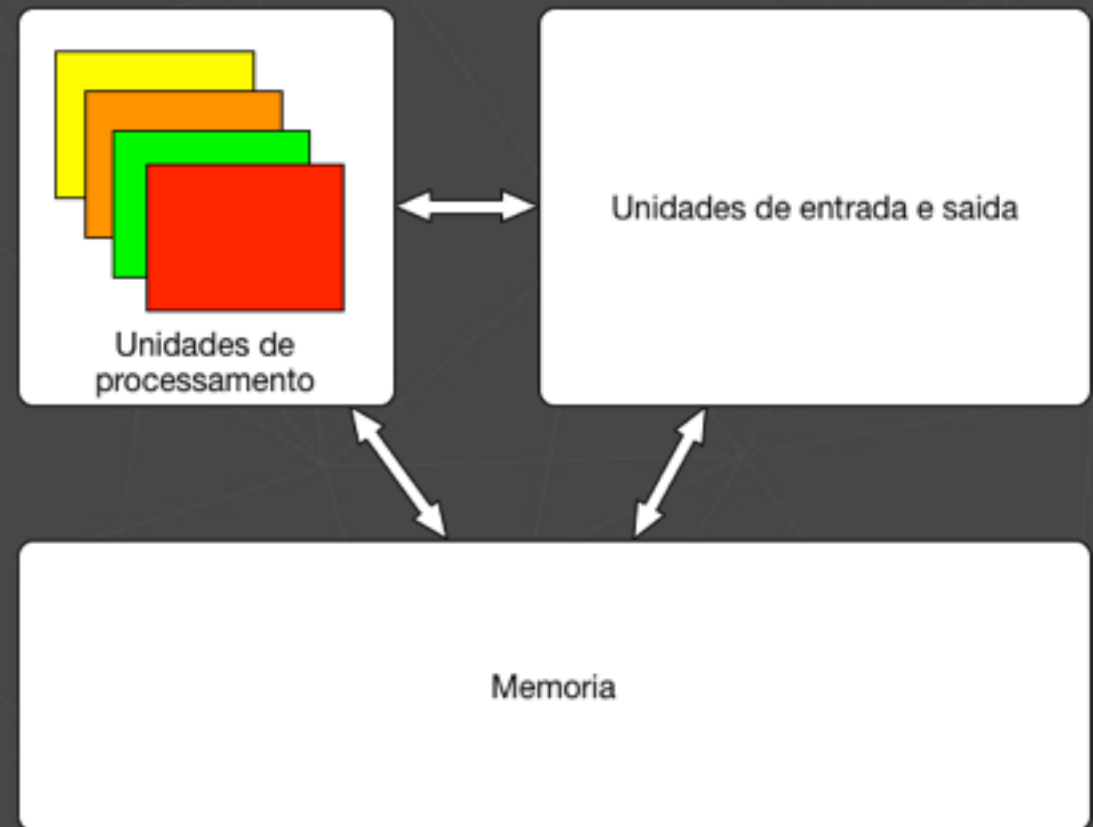 Unidades de
processamento
Unidades de entrada e saida
Memoria